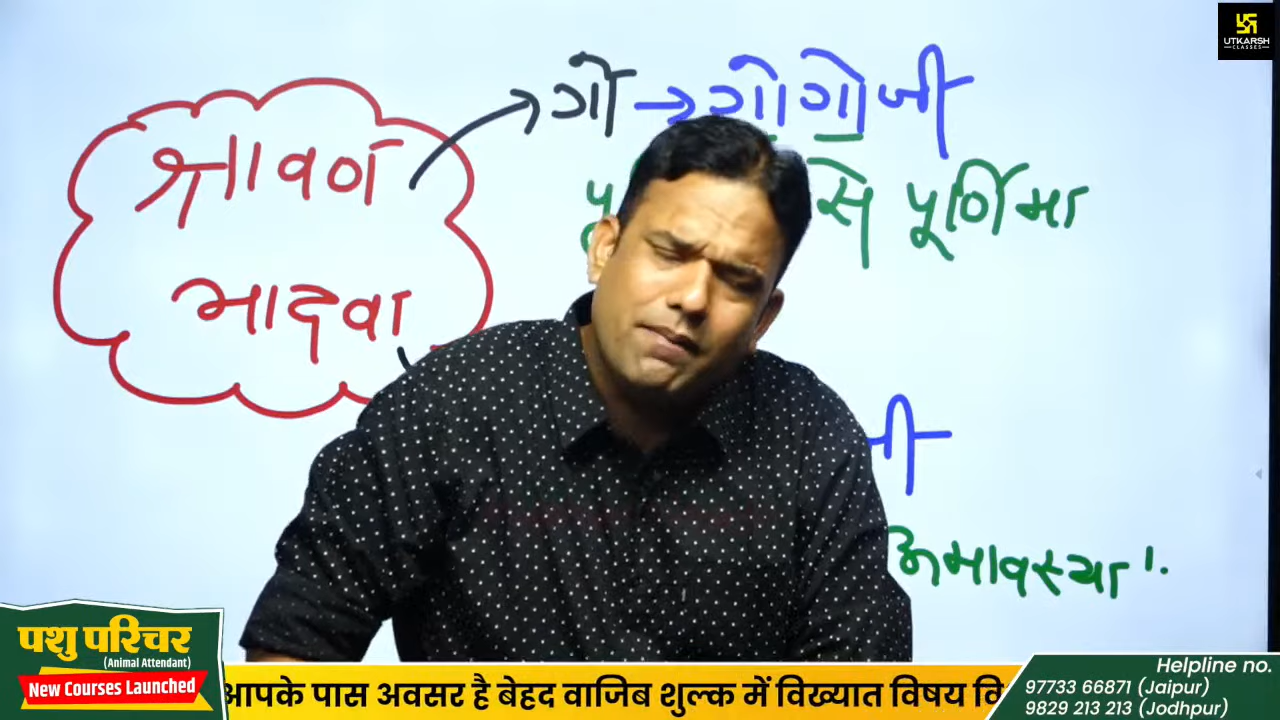 UTKARSH
CLASSES
गो → गोगोजी
श्रावण
से पूर्णिमा
भादवा
जी
अमावस्या
पशु परिचर
(Animal Attendant)
New Courses Launched
आपके पास अवसर है बेहद वाजिब शुल्क में विख्यात विषय वि
Helpline no.
97733 66871 (Jaipur)
9829 213 213 (Jodhpur)